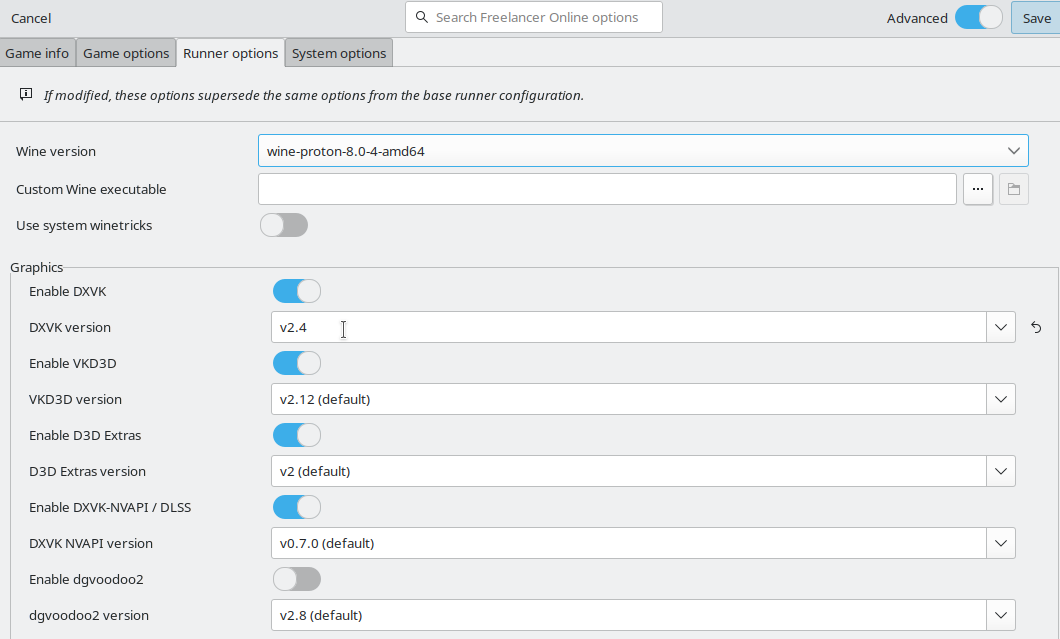 Cancel
Search Freelancer Online options
Advanced
Save
Game info
Game options
Runner options
System options
If modified, these options supersede the same options from the base runner configuration.
Wine version
wine-proton-8.0-4-amd64
Custom Wine executable
...
Use system winetricks
Graphics
Enable DXVK
DXVK version
v2.4
Enable VKD3D
VKD3D version
v2.12 (default)
Enable D3D Extras
D3D Extras version
v2 (default)
Enable DXVK-NVAPI / DLSS
DXVK NVAPI version
v0.7.0 (default)
Enable dgvoodoo2
dgvoodoo2 version
v2.8 (default)